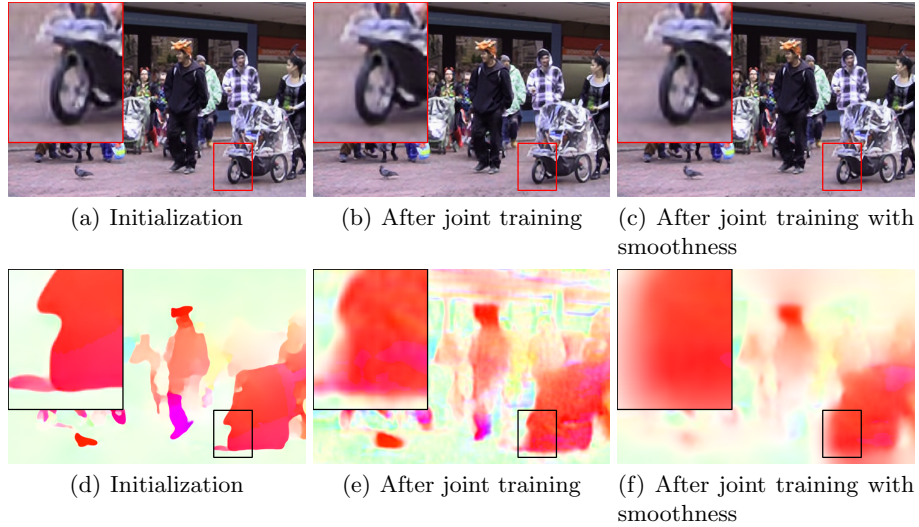 (a) Initialization
(b) After joint training
(c) After joint training with
smoothness
(d) Initialization
(e) After joint training
(f) After joint training with
smoothness